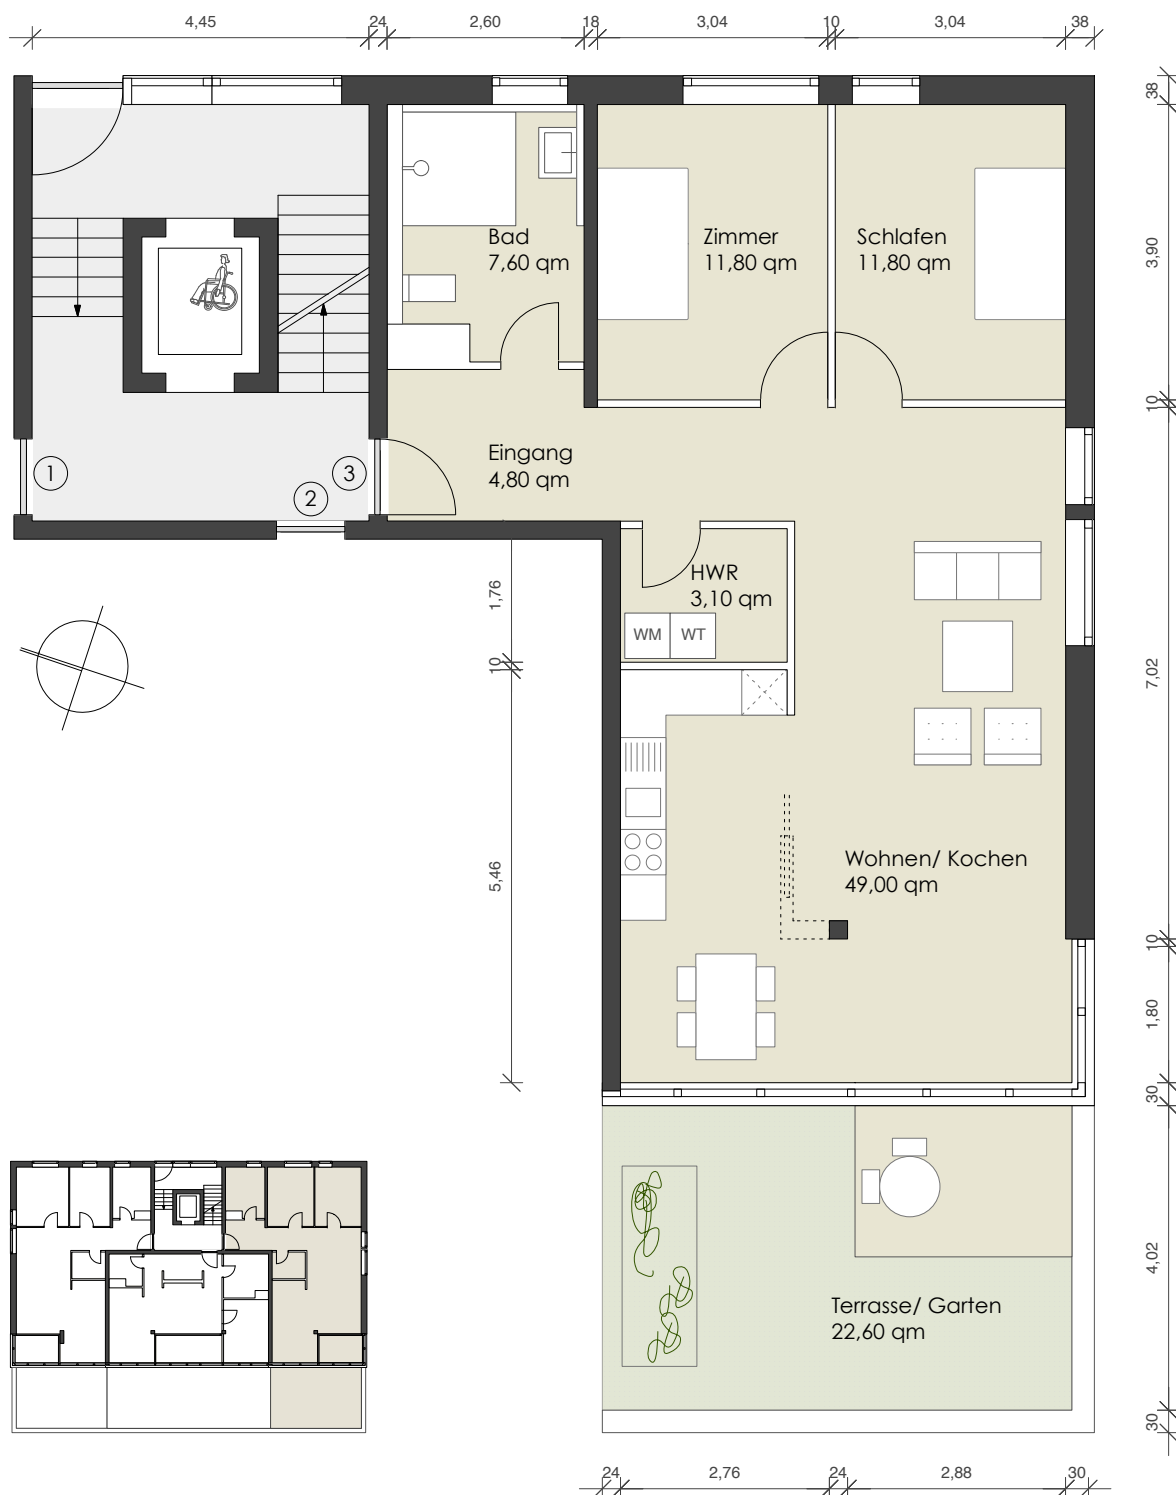 4,45 24 2,60 18 3,04 10 3,04 38
38
3,90
10
7,02
10
1,80
30
4,02
30
Bad
7,60 qm
Zimmer
11,80 qm
Schlafen
11,80 qm
Eingang
4,80 qm
1
2
3
HWR
3,10 qm
WM WT
1,76
10
5,46
Wohnen/ Kochen
49,00 qm
Terrasse/ Garten
22,60 qm
24 2,76 24 2,88 30